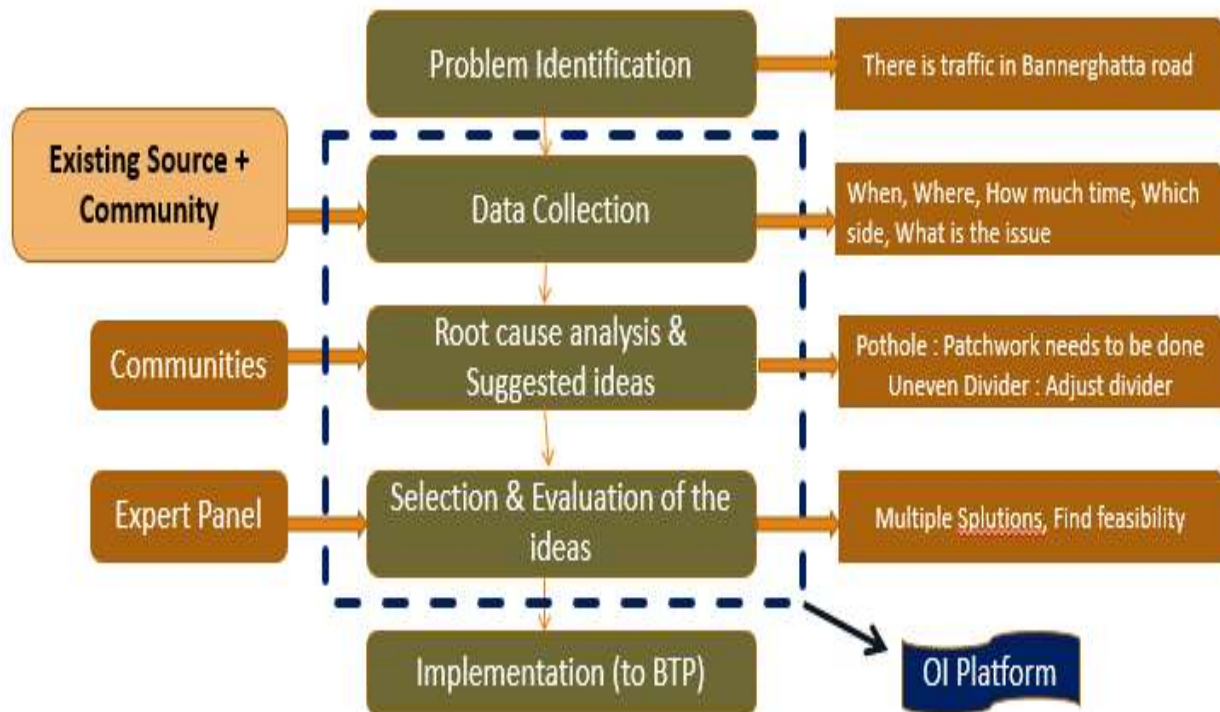 Problem Identification
There is traffic in Bannerghatta road
Existing Source +
Community
Data Collection
When, Where, How much time, Which
side, What is the issue
Communities
Root cause analysis &
Suggested ideas
Pothole : Patchwork needs to be done
Uneven Divider : Adjust divider
Expert Panel
Selection & Evaluation of the
ideas
Multiple Splutions, Find feasibility
Implementation (to BTP)
OI Platform